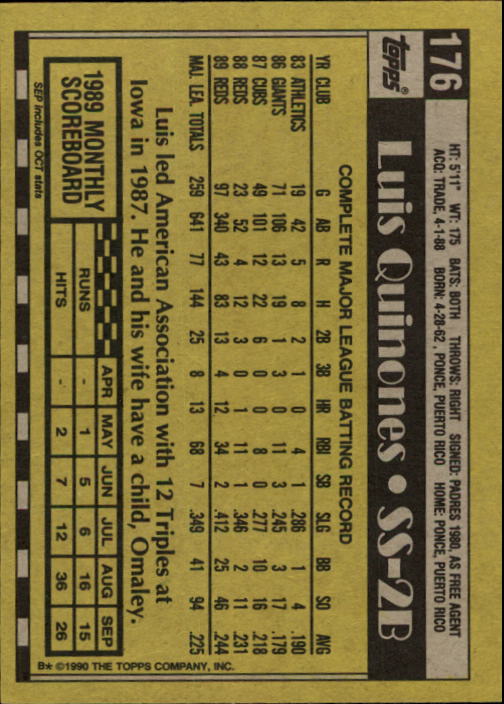 176
HT: 5'11" WT: 175 BATS: BOTH THROWS: RIGHT SIGNED: PADRES 1980, AS FREE AGENT
ACQ: TRADE, 4-1-88 BORN: 4-28-62, PONCE, PUERTO RICO HOME: PONCE, PUERTO RICO
topps®
Luis Quinones • SS-2B
COMPLETE MAJOR LEAGUE BATTING RECORD
YR CLUB G AB R H 2B 3B HR RBI SB SLG BB SO AVG
83 ATHLETICS 19 42 5 8 2 1 0 4 1 .286 1 4 .190
86 GIANTS 71 106 13 19 1 3 0 11 3 .245 3 17 .179
87 CUBS 49 101 12 22 6 0 0 8 0 .277 10 16 .218
88 REDS 23 52 4 12 3 0 1 11 1 .346 2 11 .231
89 REDS 97 340 43 83 13 4 12 34 2 .412 25 46 .244
MAJ. LEA. TOTALS 259 641 77 144 25 8 13 68 7 .349 41 94 .225
Luis led American Association with 12 Triples at
Iowa in 1987. He and his wife have a child, Omaley.
1989 MONTHLY
SCOREBOARD
APR MAY JUN JUL AUG SEP
RUNS - 1 5 6 16 15
HITS - 2 7 12 36 26
SEP includes OCT stats
B* ©1990 THE TOPPS COMPANY, INC.